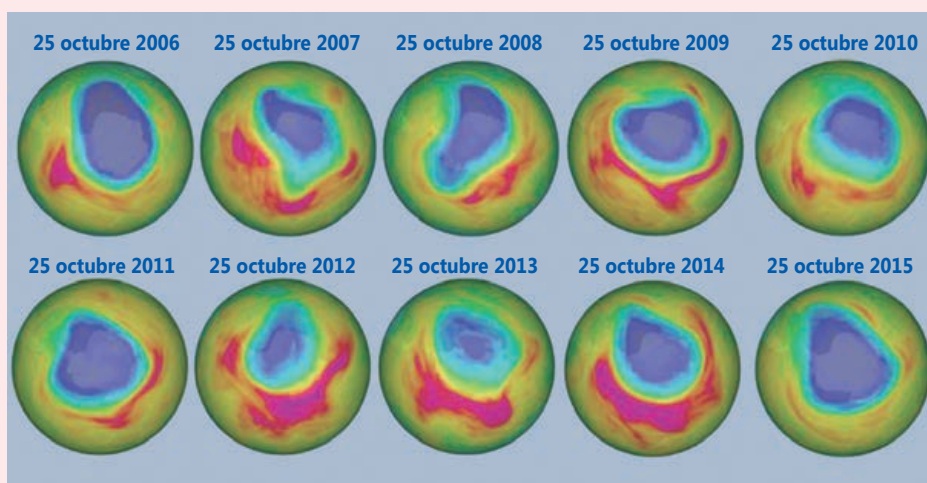 25 octubre 2006
25 octubre 2007
25 octubre 2008
25 octubre 2009
25 octubre 2010
25 octubre 2011
25 octubre 2012
25 octubre 2013
25 octubre 2014
25 octubre 2015